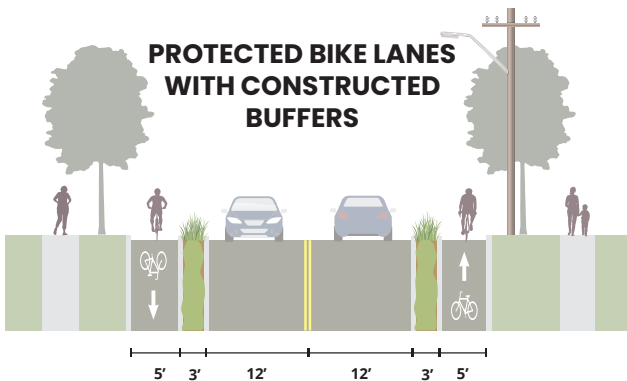 PROTECTED BIKE LANES
WITH CONSTRUCTED
BUFFERS
5' 3' 12' 12' 3' 5'